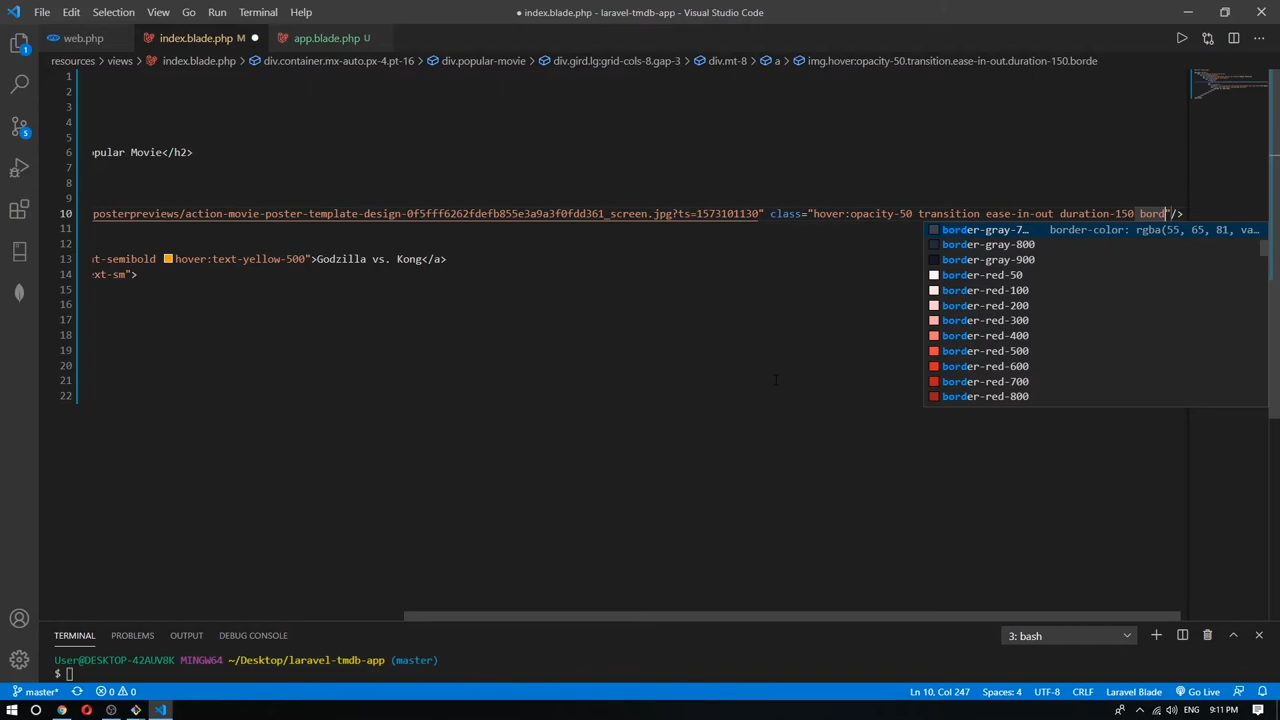 File Edit Selection View Go Run Terminal Help
● index.blade.php - laravel-tmdb-app - Visual Studio Code
web.php
index.blade.php M ●
app.blade.php U
resources > views > index.blade.php > div.container.mx-auto.px-4.pt-16 > div.popular-movie > div.gird.lg:grid-cols-8.gap-3 > div.mt-8 > a > img.hover:opacity-50.transition.ease-in-out.duration-150.borde
1
1
2
3
4
5
5
6 opular Movie</h2>
7
8
9
10 posterpreviews/action-movie-poster-template-design-0f5fff6262fdefb855e3a9a3f0fdd361_screen.jpg?ts=1573101130" class="hover:opacity-50 transition ease-in-out duration-150 bord"/>
border-gray-7… border-color: rgba(55, 65, 81, va…
11
border-gray-800
12
13 nt-semibold hover:text-yellow-500">Godzilla vs. Kong</a>
border-gray-900
14 ext-sm">
border-red-50
15
border-red-100
16
border-red-200
17
border-red-300
18
border-red-400
19
border-red-500
20
border-red-600
21
border-red-700
22
border-red-800
TERMINAL PROBLEMS OUTPUT DEBUG CONSOLE
3: bash
User@DESKTOP-42AUV8K MINGW64 ~/Desktop/laravel-tmdb-app (master)
$
master* 0 0
Ln 10, Col 247 Spaces: 4 UTF-8 CRLF Laravel Blade Go Live
9:11 PM